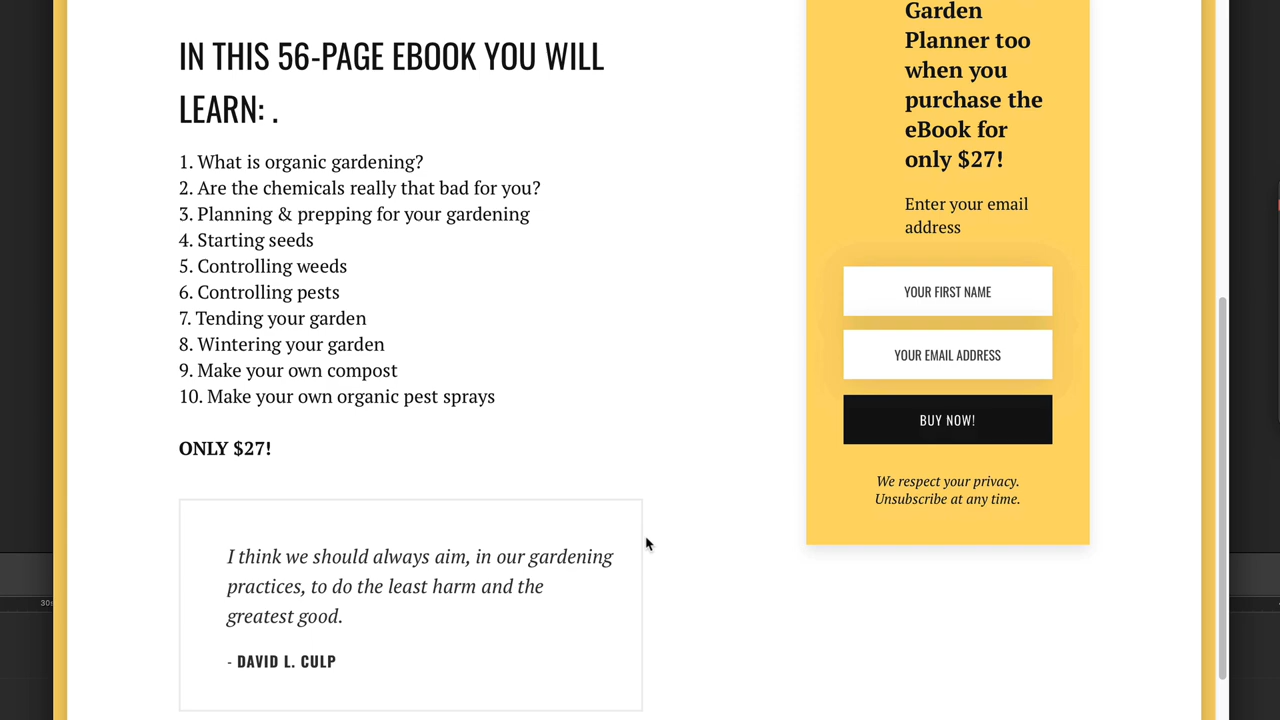 IN THIS 56-PAGE EBOOK YOU WILL
LEARN: .
1. What is organic gardening?
2. Are the chemicals really that bad for you?
3. Planning & prepping for your gardening
4. Starting seeds
5. Controlling weeds
6. Controlling pests
7. Tending your garden
8. Wintering your garden
9. Make your own compost
10. Make your own organic pest sprays
ONLY $27!
I think we should always aim, in our gardening
practices, to do the least harm and the
greatest good.
- DAVID L. CULP
Garden
Planner too
when you
purchase the
eBook for
only $27!
Enter your email
address
YOUR FIRST NAME
YOUR EMAIL ADDRESS
BUY NOW!
We respect your privacy.
Unsubscribe at any time.